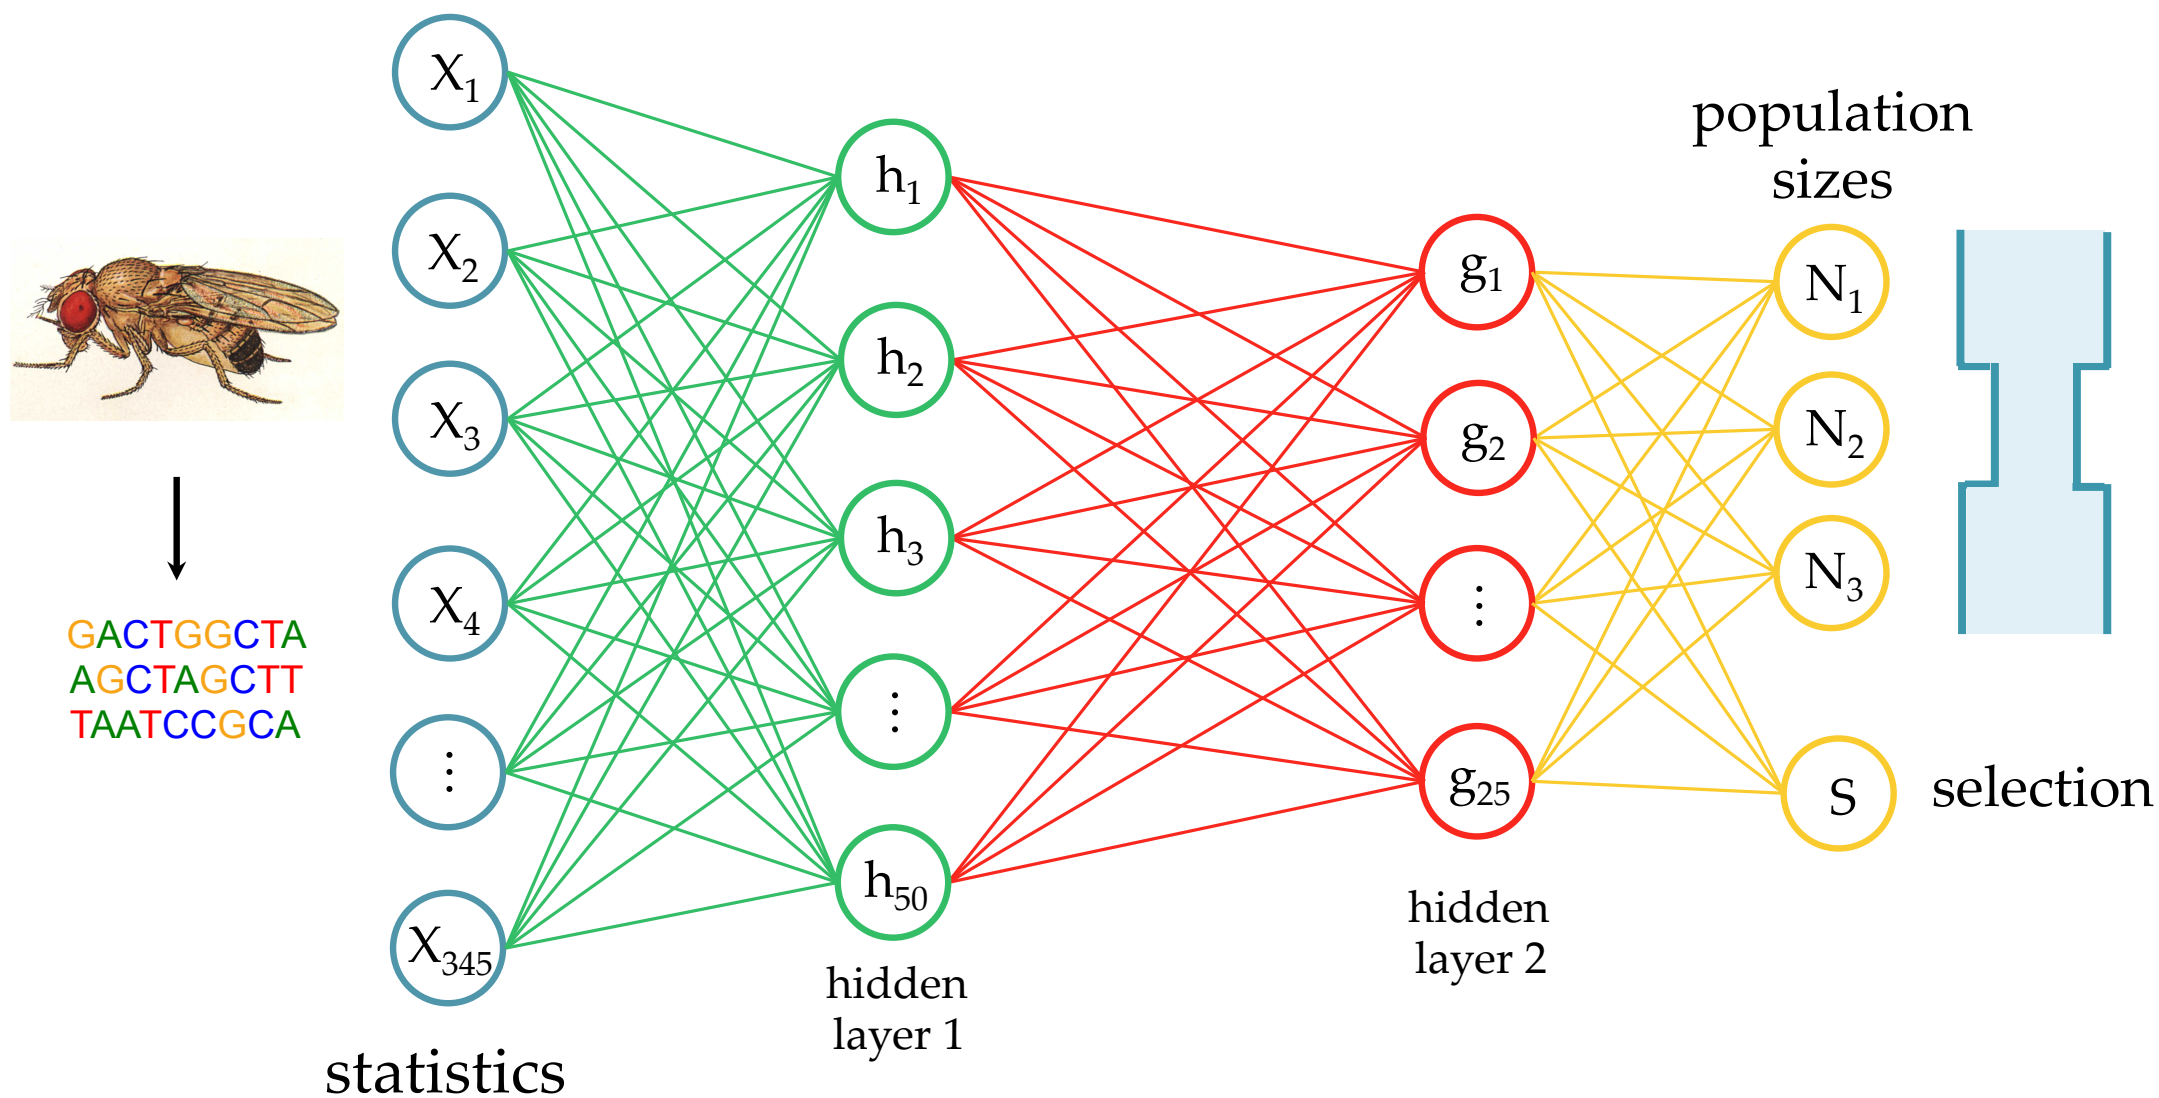 GACTGGCTA
AGCTAGCTT
TAATCCGCA
X1
X2
X3
X4
⋮
X345
statistics
h1
h2
h3
⋮
h50
hidden
layer 1
g1
g2
⋮
g25
hidden
layer 2
population
sizes
N1
N2
N3
S
selection